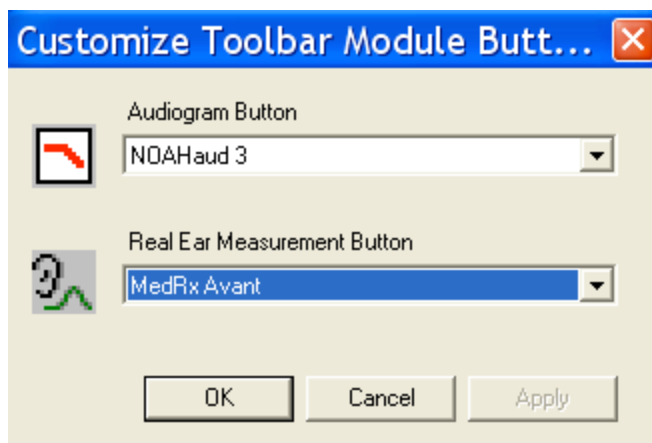 Customize Toolbar Module Butt...
Audiogram Button
NOAHaud 3
Real Ear Measurement Button
MedRx Avant
OK Cancel Apply